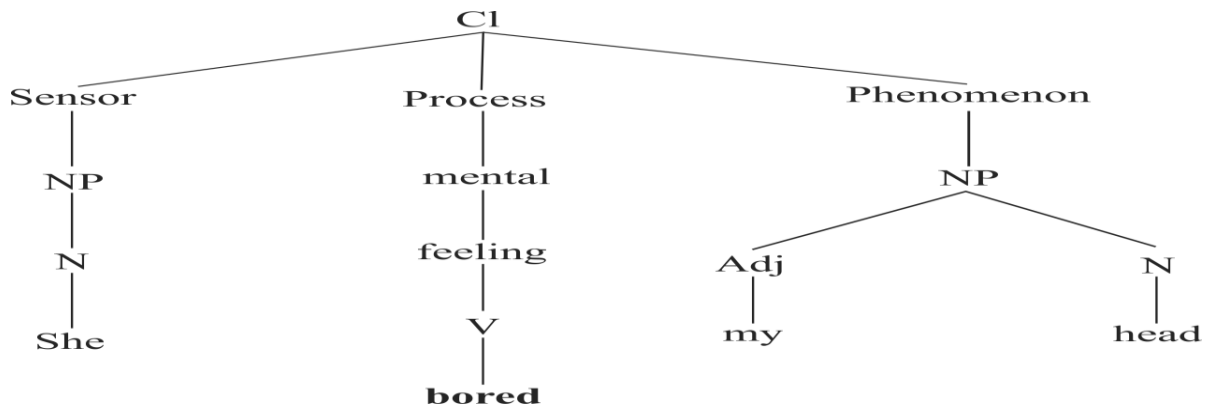 Cl
Sensor Process Phenomenon
NP mental NP
N feeling Adj N
She V my head
bored